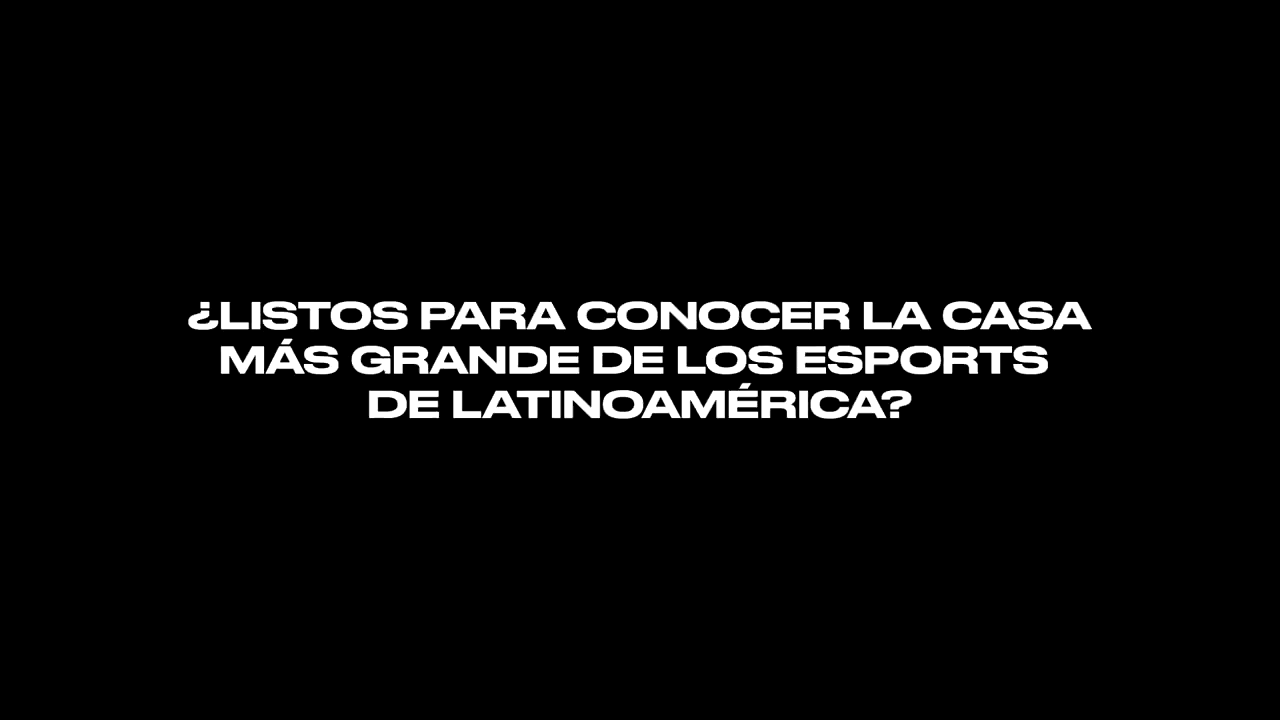 ¿LISTOS PARA CONOCER LA CASA
MÁS GRANDE DE LOS ESPORTS
DE LATINOAMÉRICA?